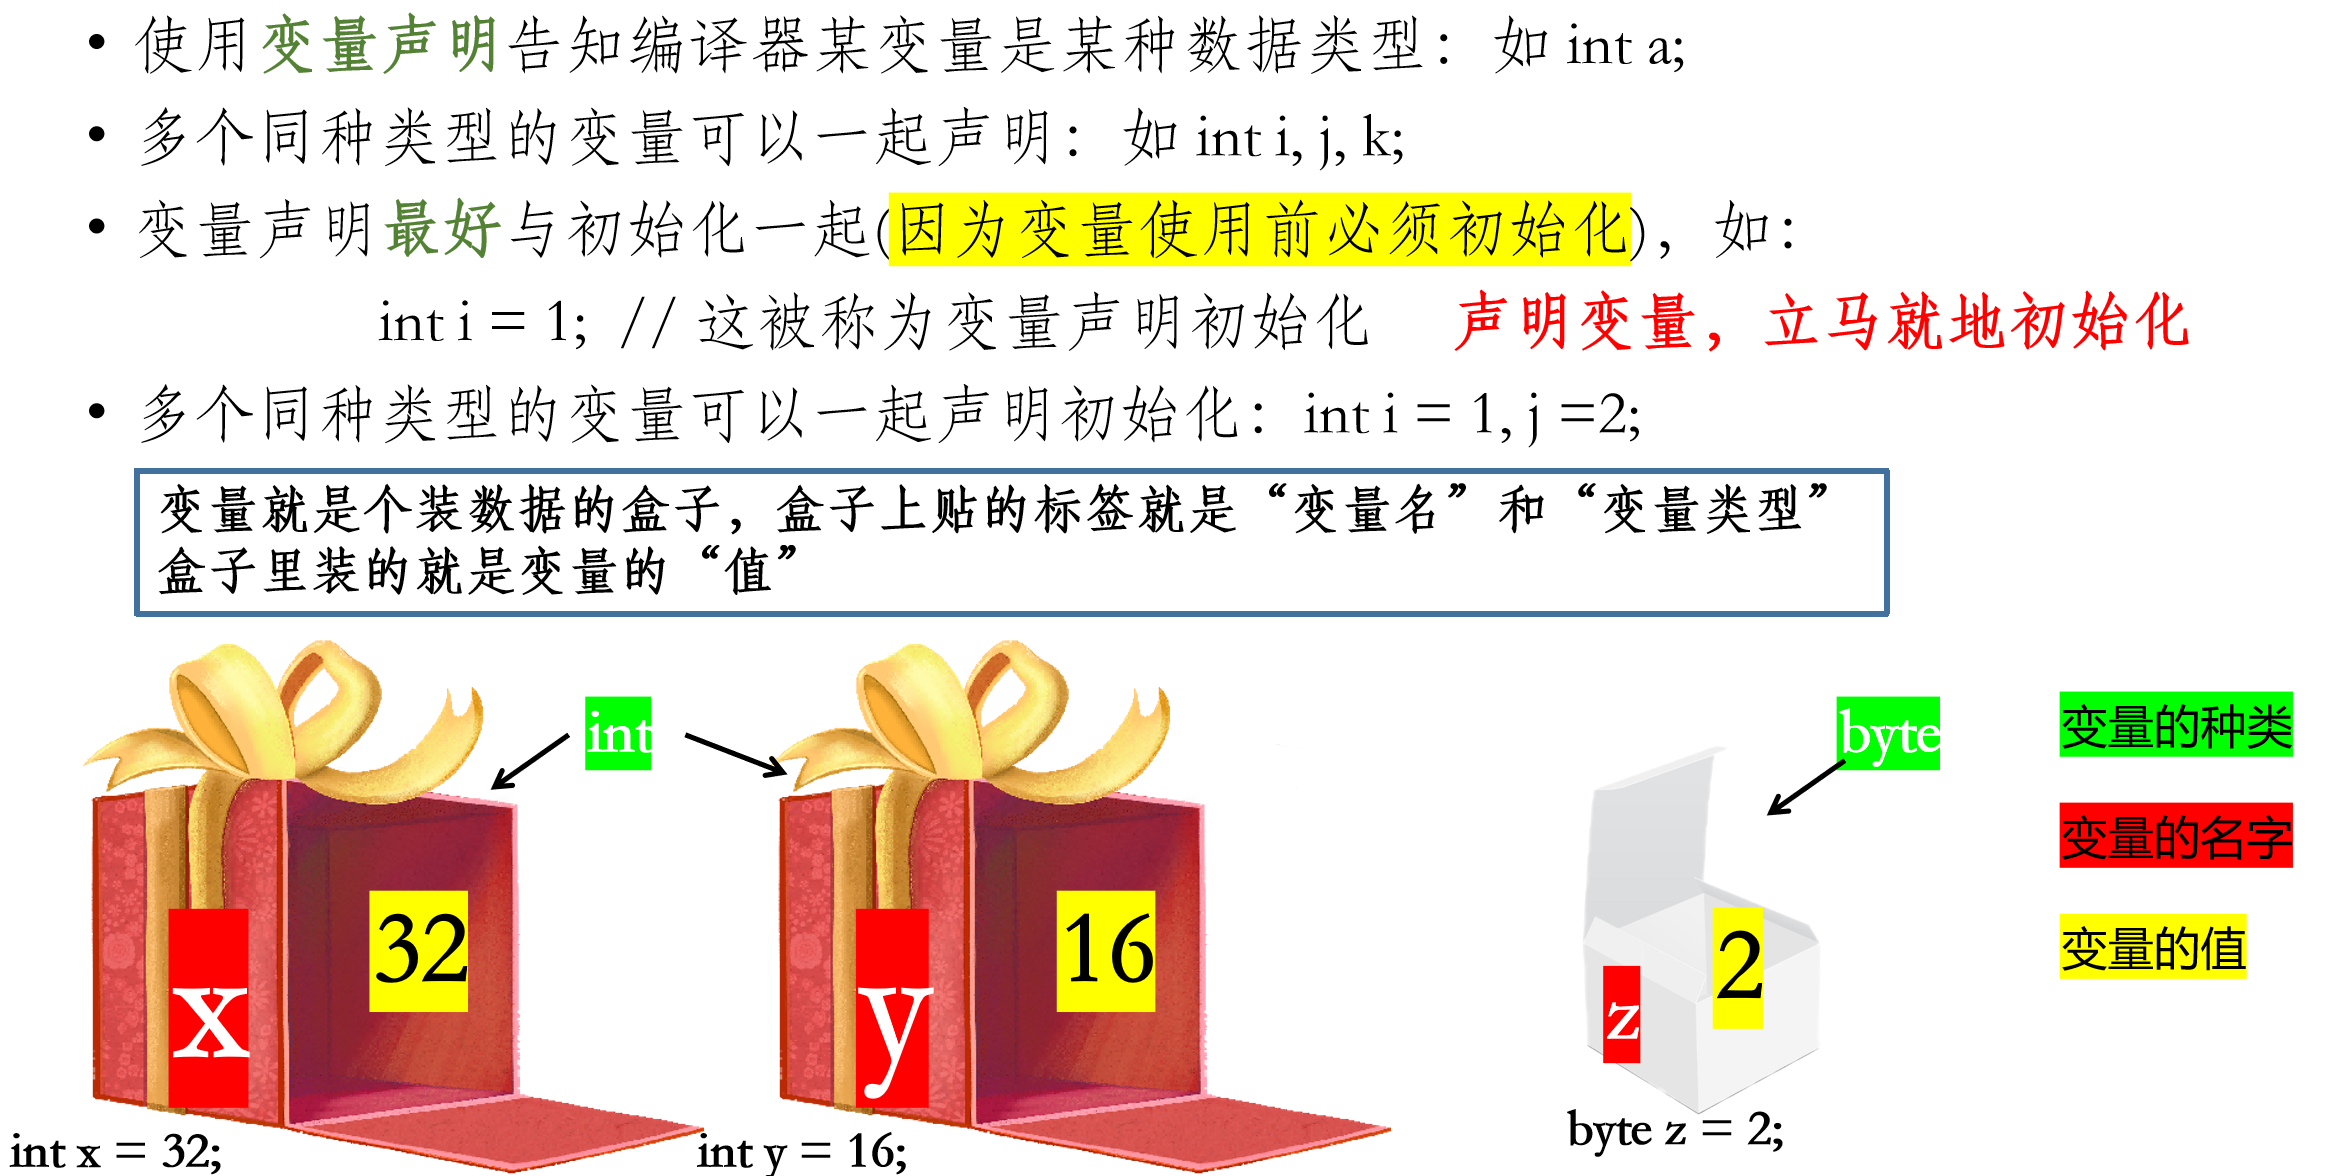 • 使用变量声明告知编译器某变量是某种数据类型：如 int a;
• 多个同种类型的变量可以一起声明：如 int i, j, k;
• 变量声明最好与初始化一起(因为变量使用前必须初始化)，如：
int i = 1; // 这被称为变量声明初始化 声明变量，立马就地初始化
• 多个同种类型的变量可以一起声明初始化：int i = 1, j =2;
变量就是个装数据的盒子，盒子上贴的标签就是“变量名”和“变量类型”
盒子里装的就是变量的“值”
int
byte
变量的种类
变量的名字
变量的值
x
32
y
16
z
2
int x = 32;
int y = 16;
byte z = 2;